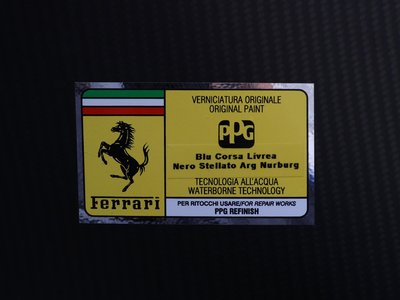 VERNICIATURA ORIGINALE
ORIGINAL PAINT
PPG
Blu Corsa Livrea
Nero Stellato Arg Nurburg
TECNOLOGIA ALL'ACQUA
WATERBORNE TECHNOLOGY
Ferrari
PER RITOCCHI USARE/FOR REPAIR WORKS
PPG REFINISH